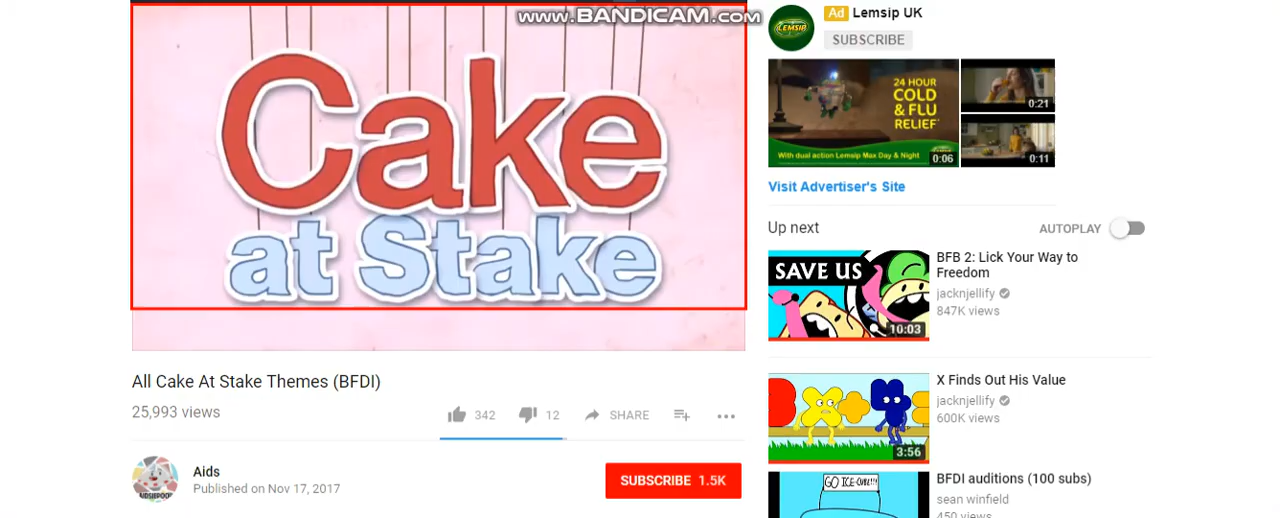 www.BANDICAM.com
Cake
at Stake
All Cake At Stake Themes (BFDI)
25,993 views
342
12
SHARE
Aids
Published on Nov 17, 2017
SUBSCRIBE 1.5K
LEMSIP
Ad Lemsip UK
SUBSCRIBE
24 HOUR
COLD
& FLU
RELIEF*
With dual action Lemsip Max Day & Night
0:06
0:21
0:11
Visit Advertiser's Site
Up next
AUTOPLAY
SAVE US
10:03
BFB 2: Lick Your Way to
Freedom
jacknjellify
847K views
3:56
X Finds Out His Value
jacknjellify
600K views
GO ICE-CUBE!!!
BFDI auditions (100 subs)
sean winfield
450 views